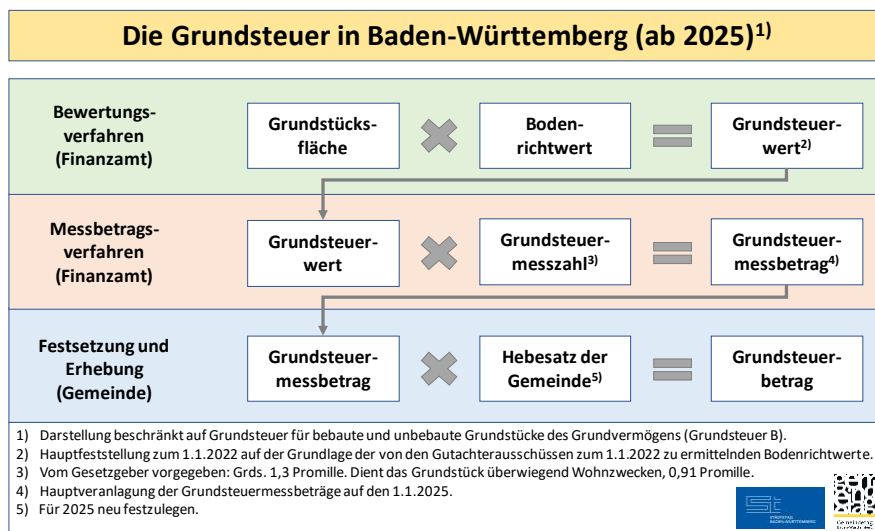 Die Grundsteuer in Baden-Württemberg (ab 2025)1)
Bewertungs-
verfahren
(Finanzamt)
Grundstücks-
fläche
Boden-
richtwert
Grundsteuer-
wert2)
Messbetrags-
verfahren
(Finanzamt)
Grundsteuer-
wert
Grundsteuer-
messzahl3)
Grundsteuer-
messbetrag4)
Festsetzung und
Erhebung
(Gemeinde)
Grundsteuer-
messbetrag
Hebesatz der
Gemeinde5)
Grundsteuer-
betrag
1) Darstellung beschränkt auf Grundsteuer für bebaute und unbebaute Grundstücke des Grundvermögens (Grundsteuer B).
2) Hauptfeststellung zum 1.1.2022 auf der Grundlage der von den Gutachterausschüssen zum 1.1.2022 zu ermittelnden Bodenrichtwerte.
3) Vom Gesetzgeber vorgegeben: Grds. 1,3 Promille. Dient das Grundstück überwiegend Wohnzwecken, 0,91 Promille.
4) Hauptveranlagung der Grundsteuermessbeträge auf den 1.1.2025.
5) Für 2025 neu festzulegen.
STÄDTETAG
BADEN-WÜRTTEMBERG
Gemeindetag